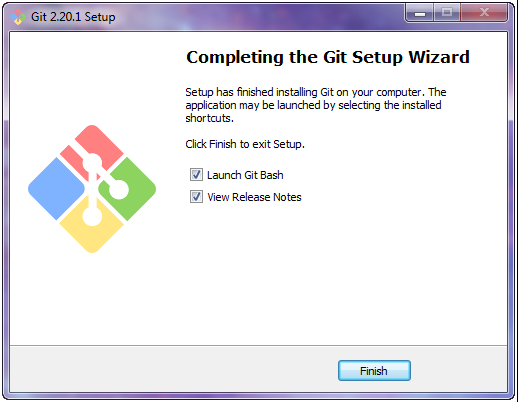 Git 2.20.1 Setup
Completing the Git Setup Wizard
Setup has finished installing Git on your computer. The
application may be launched by selecting the installed
shortcuts.
Click Finish to exit Setup.
Launch Git Bash
View Release Notes
Finish